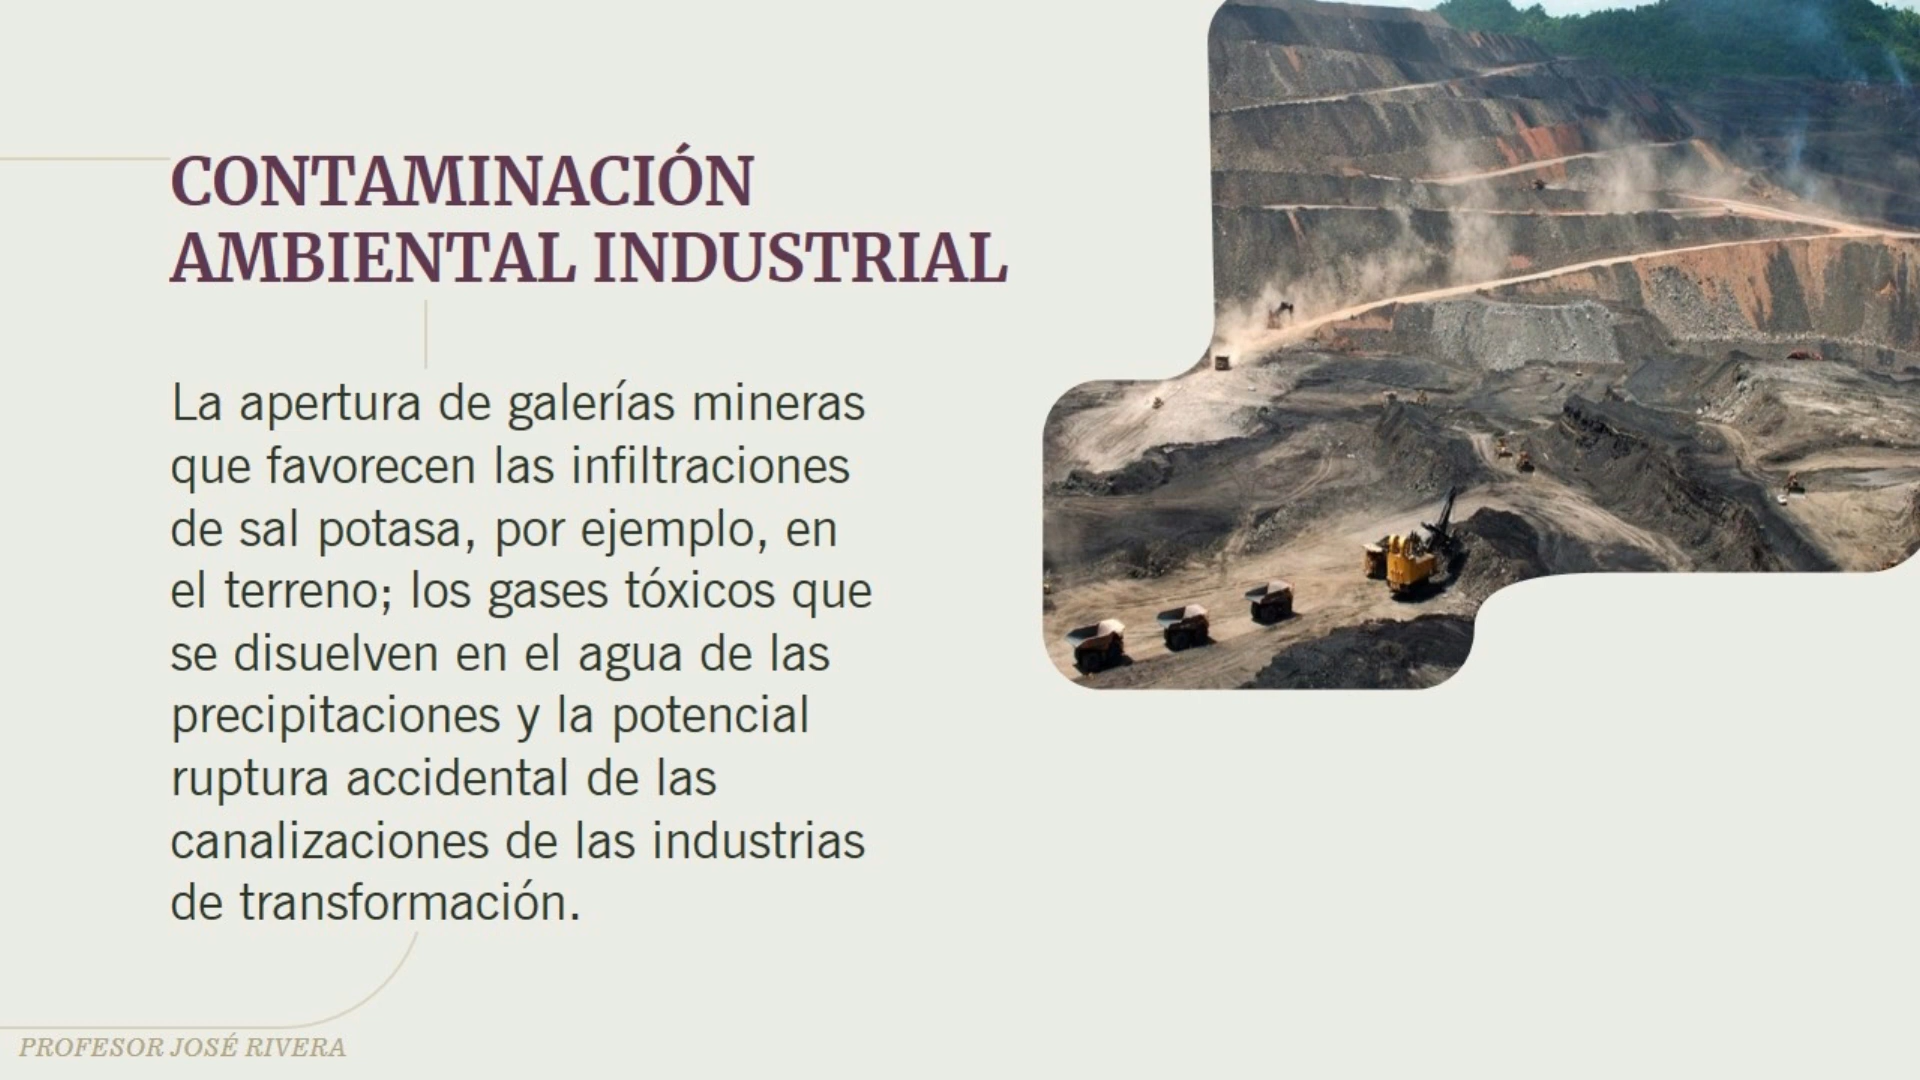 CONTAMINACIÓN
AMBIENTAL INDUSTRIAL
La apertura de galerías mineras
que favorecen las infiltraciones
de sal potasa, por ejemplo, en
el terreno; los gases tóxicos que
se disuelven en el agua de las
precipitaciones y la potencial
ruptura accidental de las
canalizaciones de las industrias
de transformación.
PROFESOR JOSÉ RIVERA